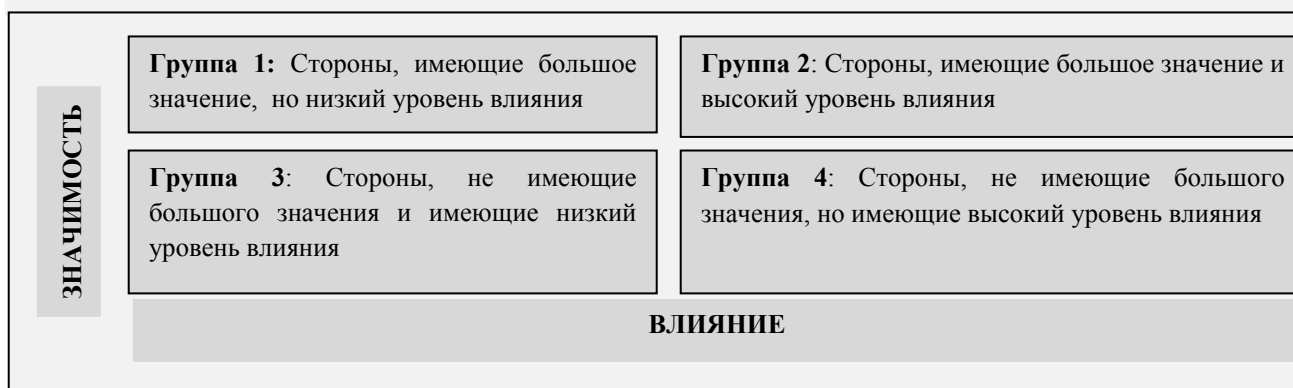 Группа 1: Стороны, имеющие большое
значение, но низкий уровень влияния
Группа 2: Стороны, имеющие большое значение и
высокий уровень влияния
ЗНАЧИМОСТЬ
Группа 3: Стороны, не имеющие
большого значения и имеющие низкий
уровень влияния
Группа 4: Стороны, не имеющие большого
значения, но имеющие высокий уровень влияния
ВЛИЯНИЕ